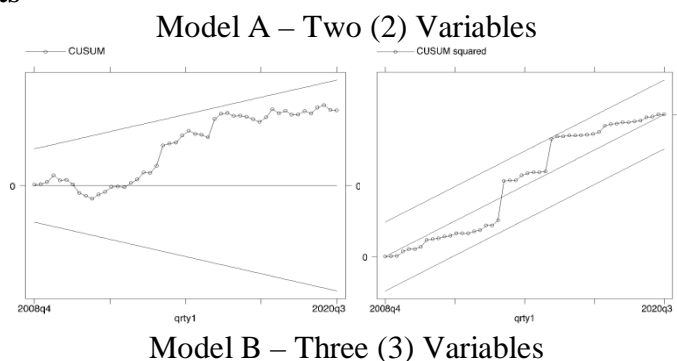 Model A – Two (2) Variables
CUSUM
CUSUM squared
0
0
2008q4
qrty1
2020q3
2008q4
qrty1
2020q3
Model B – Three (3) Variables